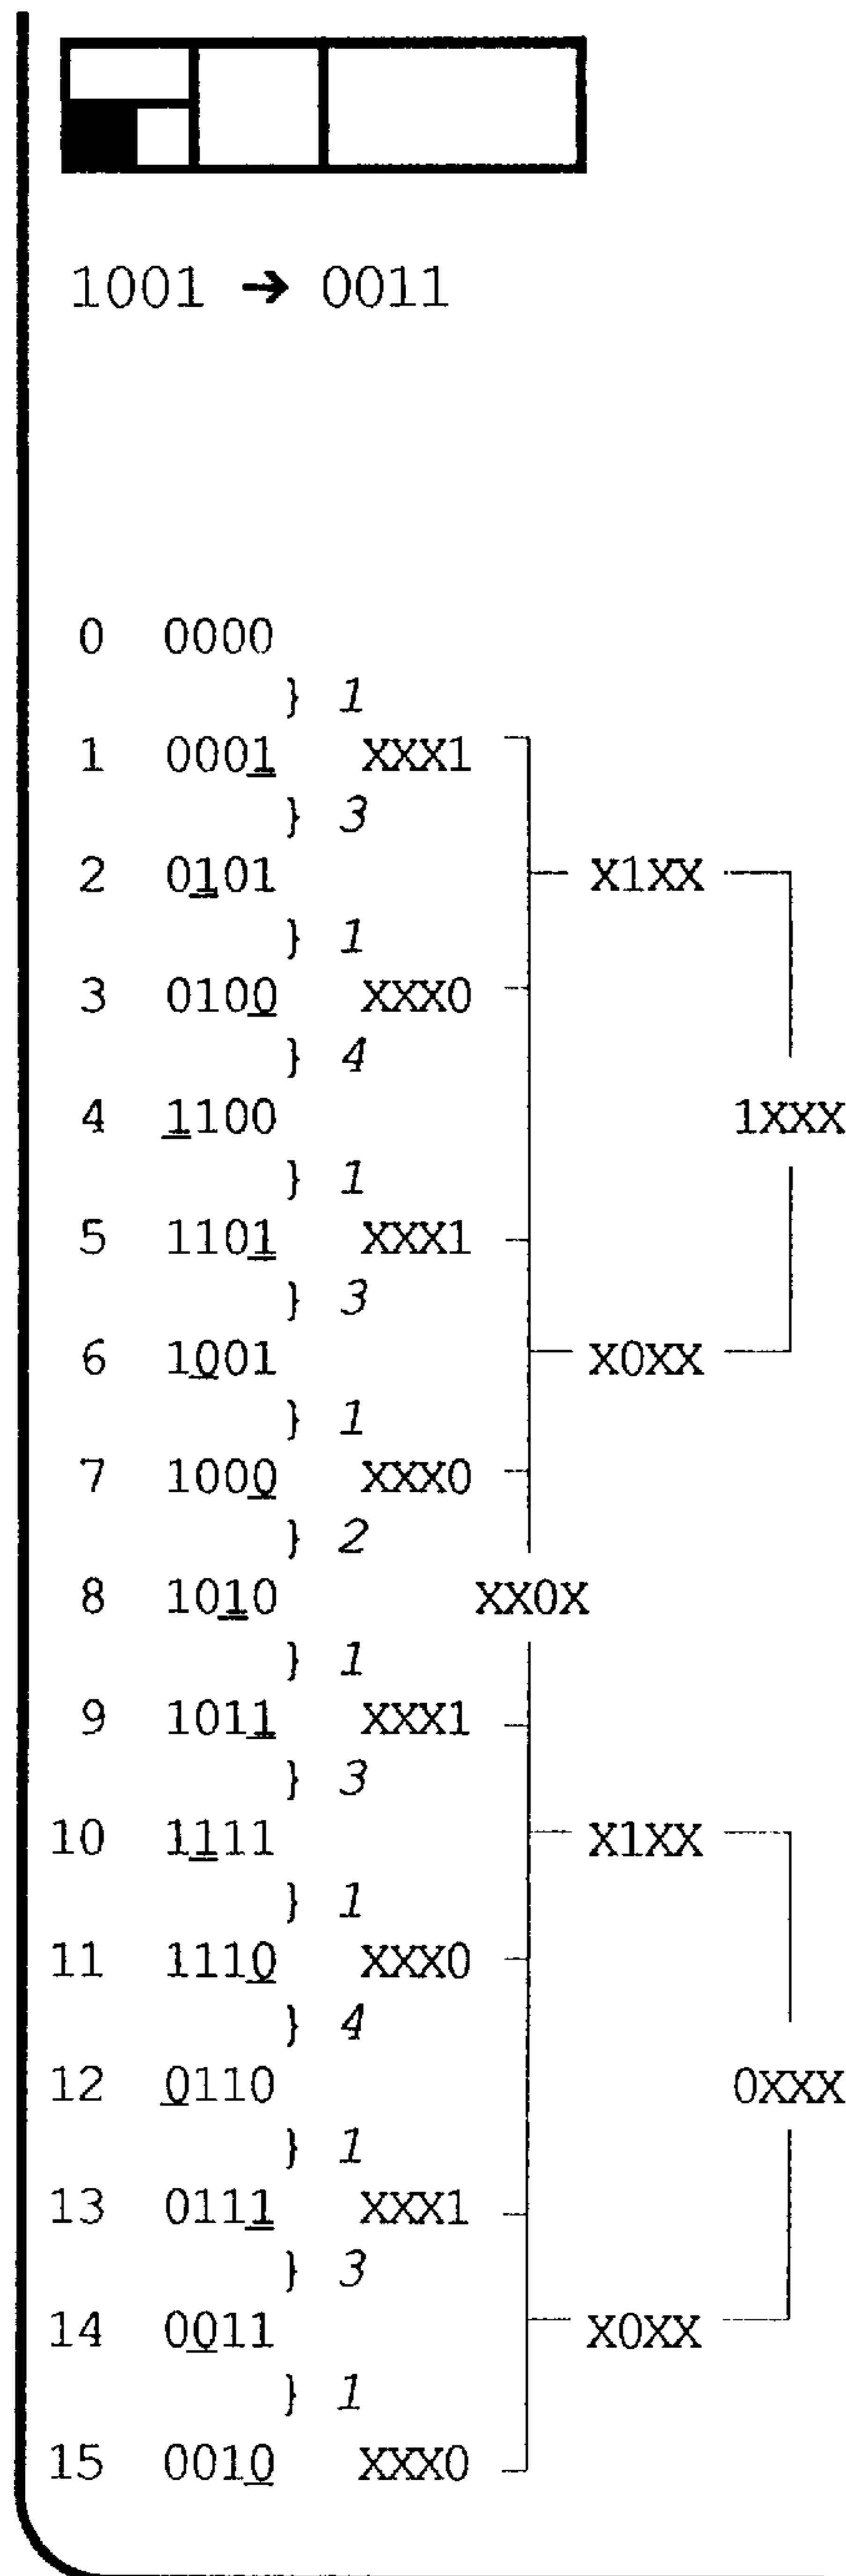 1001 → 0011
0 0000
} 1
1 0001 XXX1
} 3
2 0101 X1XX
} 1
3 0100 XXX0
} 4
4 1100 1XXX
} 1
5 1101 XXX1
} 3
6 1001 X0XX
} 1
7 1000 XXX0
} 2
8 1010 XX0X
} 1
9 1011 XXX1
} 3
10 1111 X1XX
} 1
11 1110 XXX0
} 4
12 0110 0XXX
} 1
13 0111 XXX1
} 3
14 0011 X0XX
} 1
15 0010 XXX0